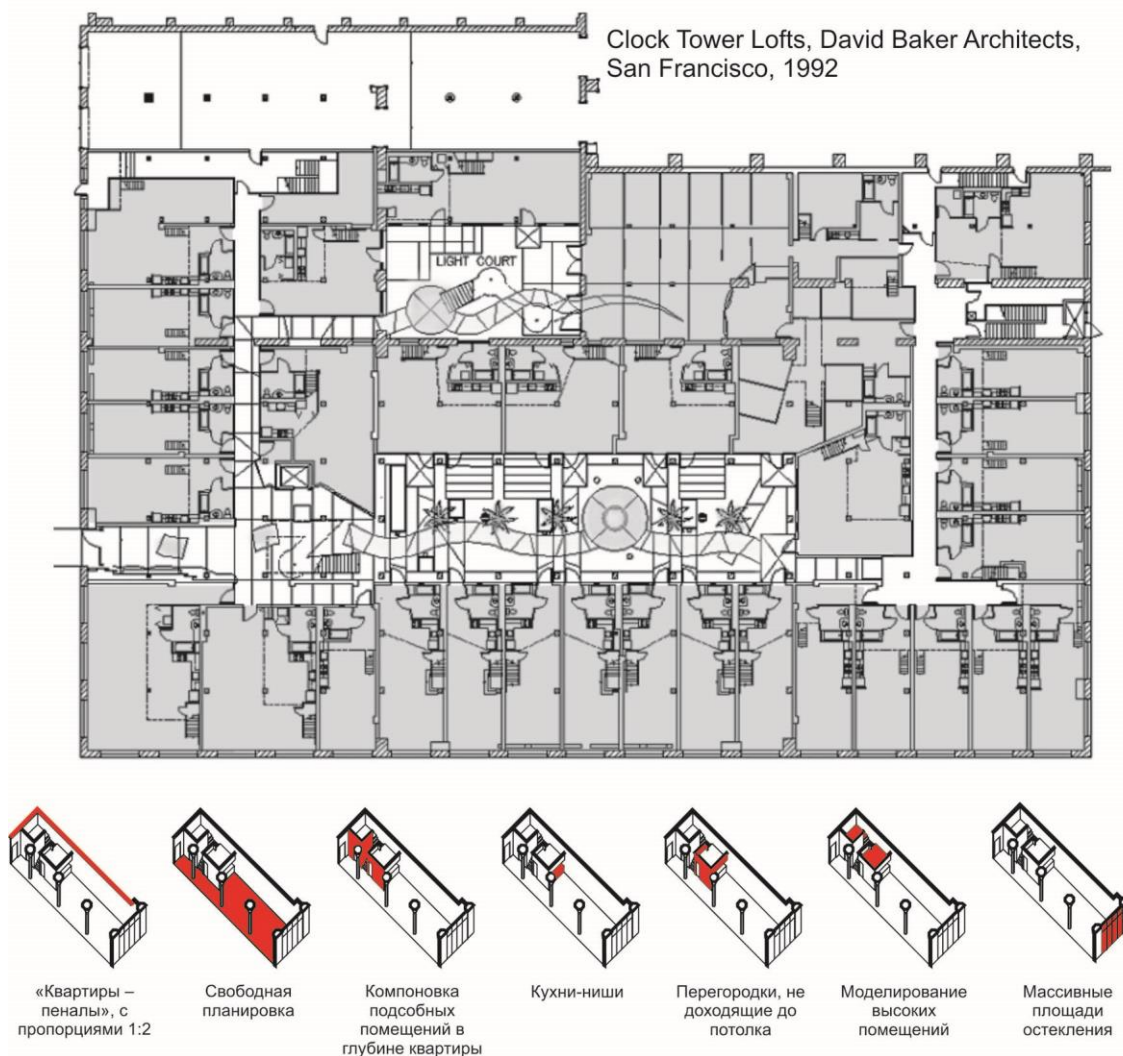 Clock Tower Lofts, David Baker Architects,
San Francisco, 1992
LIGHT COURT
«Квартиры –
пеналы», с
пропорциями 1:2
Свободная
планировка
Компоновка
подсобных
помещений в
глубине квартиры
Кухни-ниши
Перегородки, не
доходящие до
потолка
Моделирование
высоких
помещений
Массивные
площади
остекления